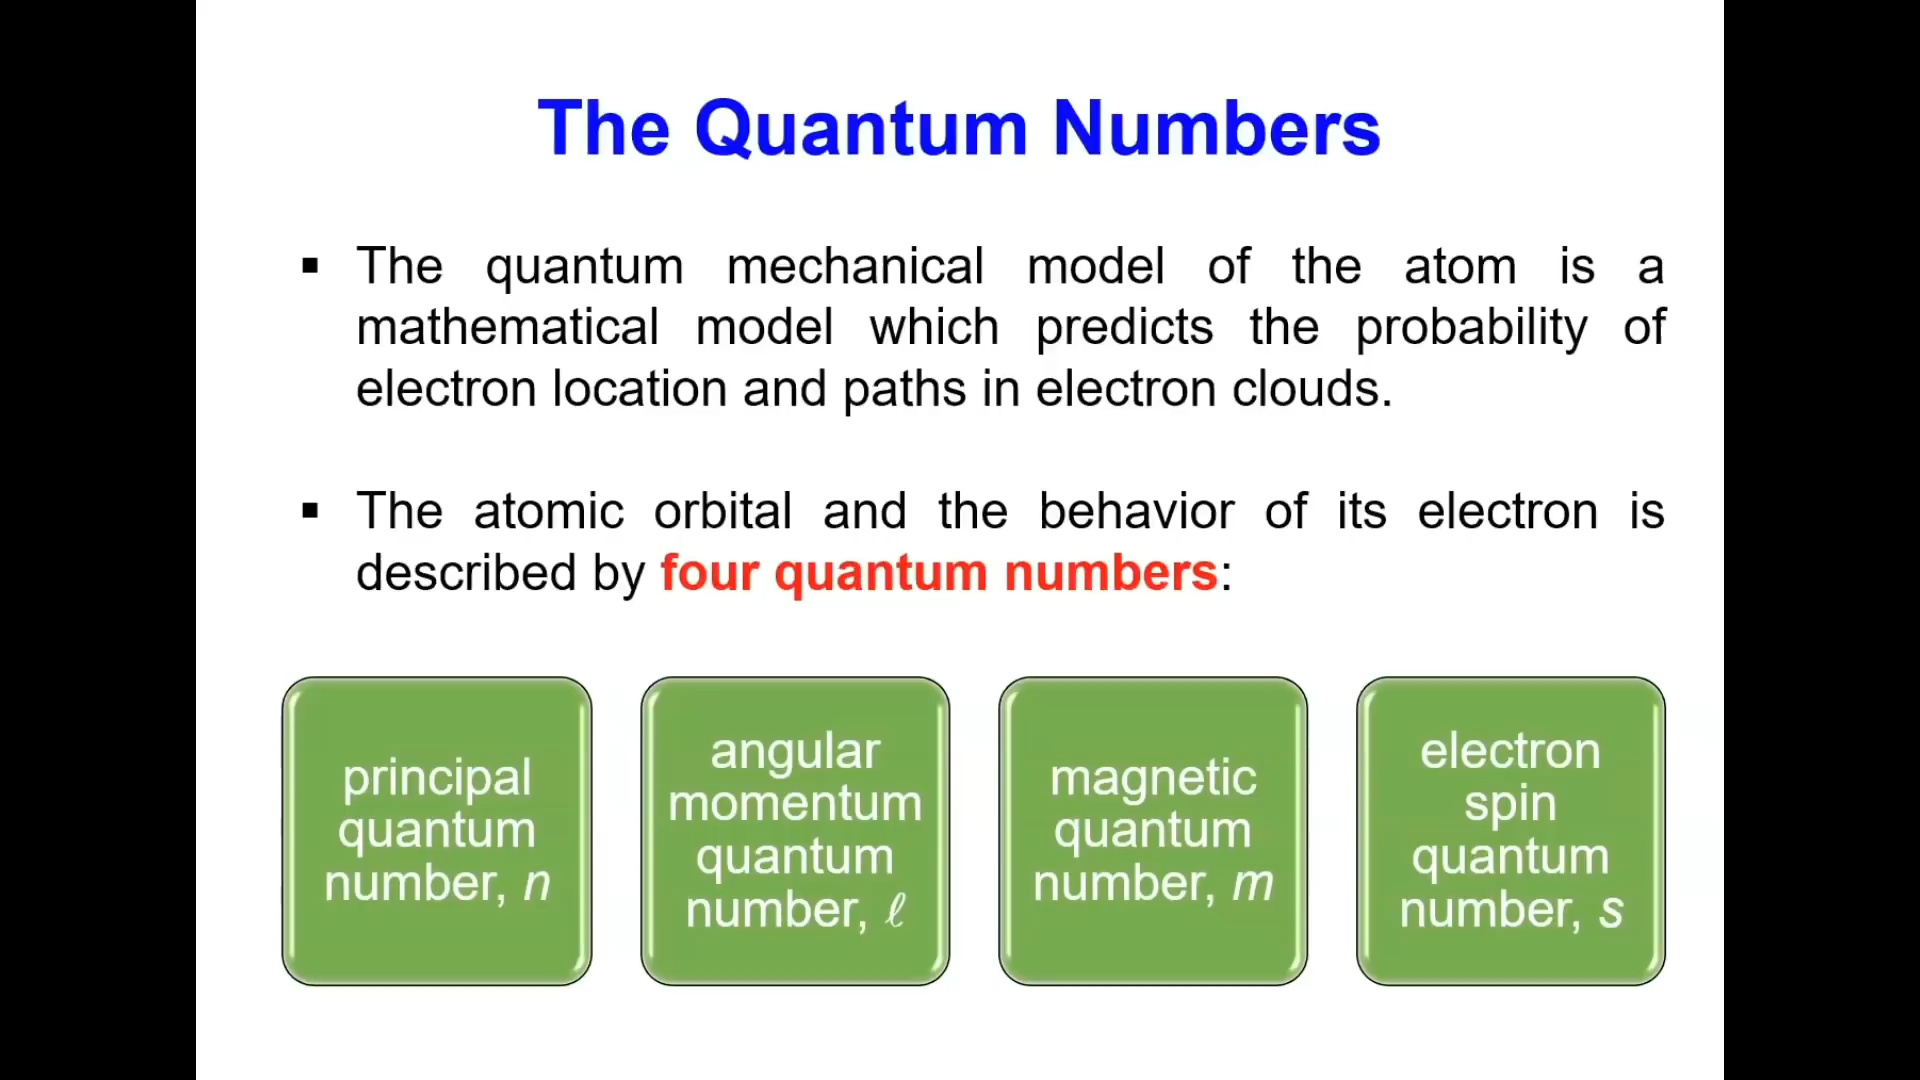 The Quantum Numbers
▪ The quantum mechanical model of the atom is a
mathematical model which predicts the probability of
electron location and paths in electron clouds.
▪ The atomic orbital and the behavior of its electron is
described by four quantum numbers:
principal
quantum
number, n
angular
momentum
quantum
number, ℓ
magnetic
quantum
number, m
electron
spin
quantum
number, s